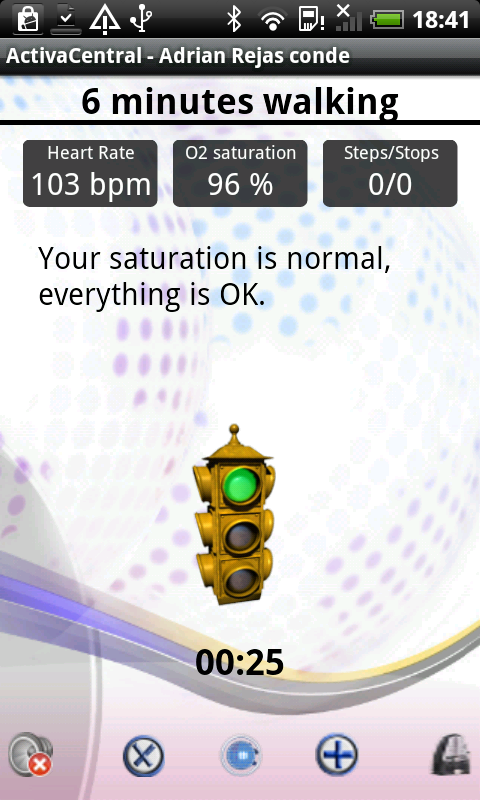 18:41
ActivaCentral - Adrian Rejas conde
6 minutes walking
Heart Rate
103 bpm
O2 saturation
96 %
Steps/Stops
0/0
Your saturation is normal,
everything is OK.
00:25